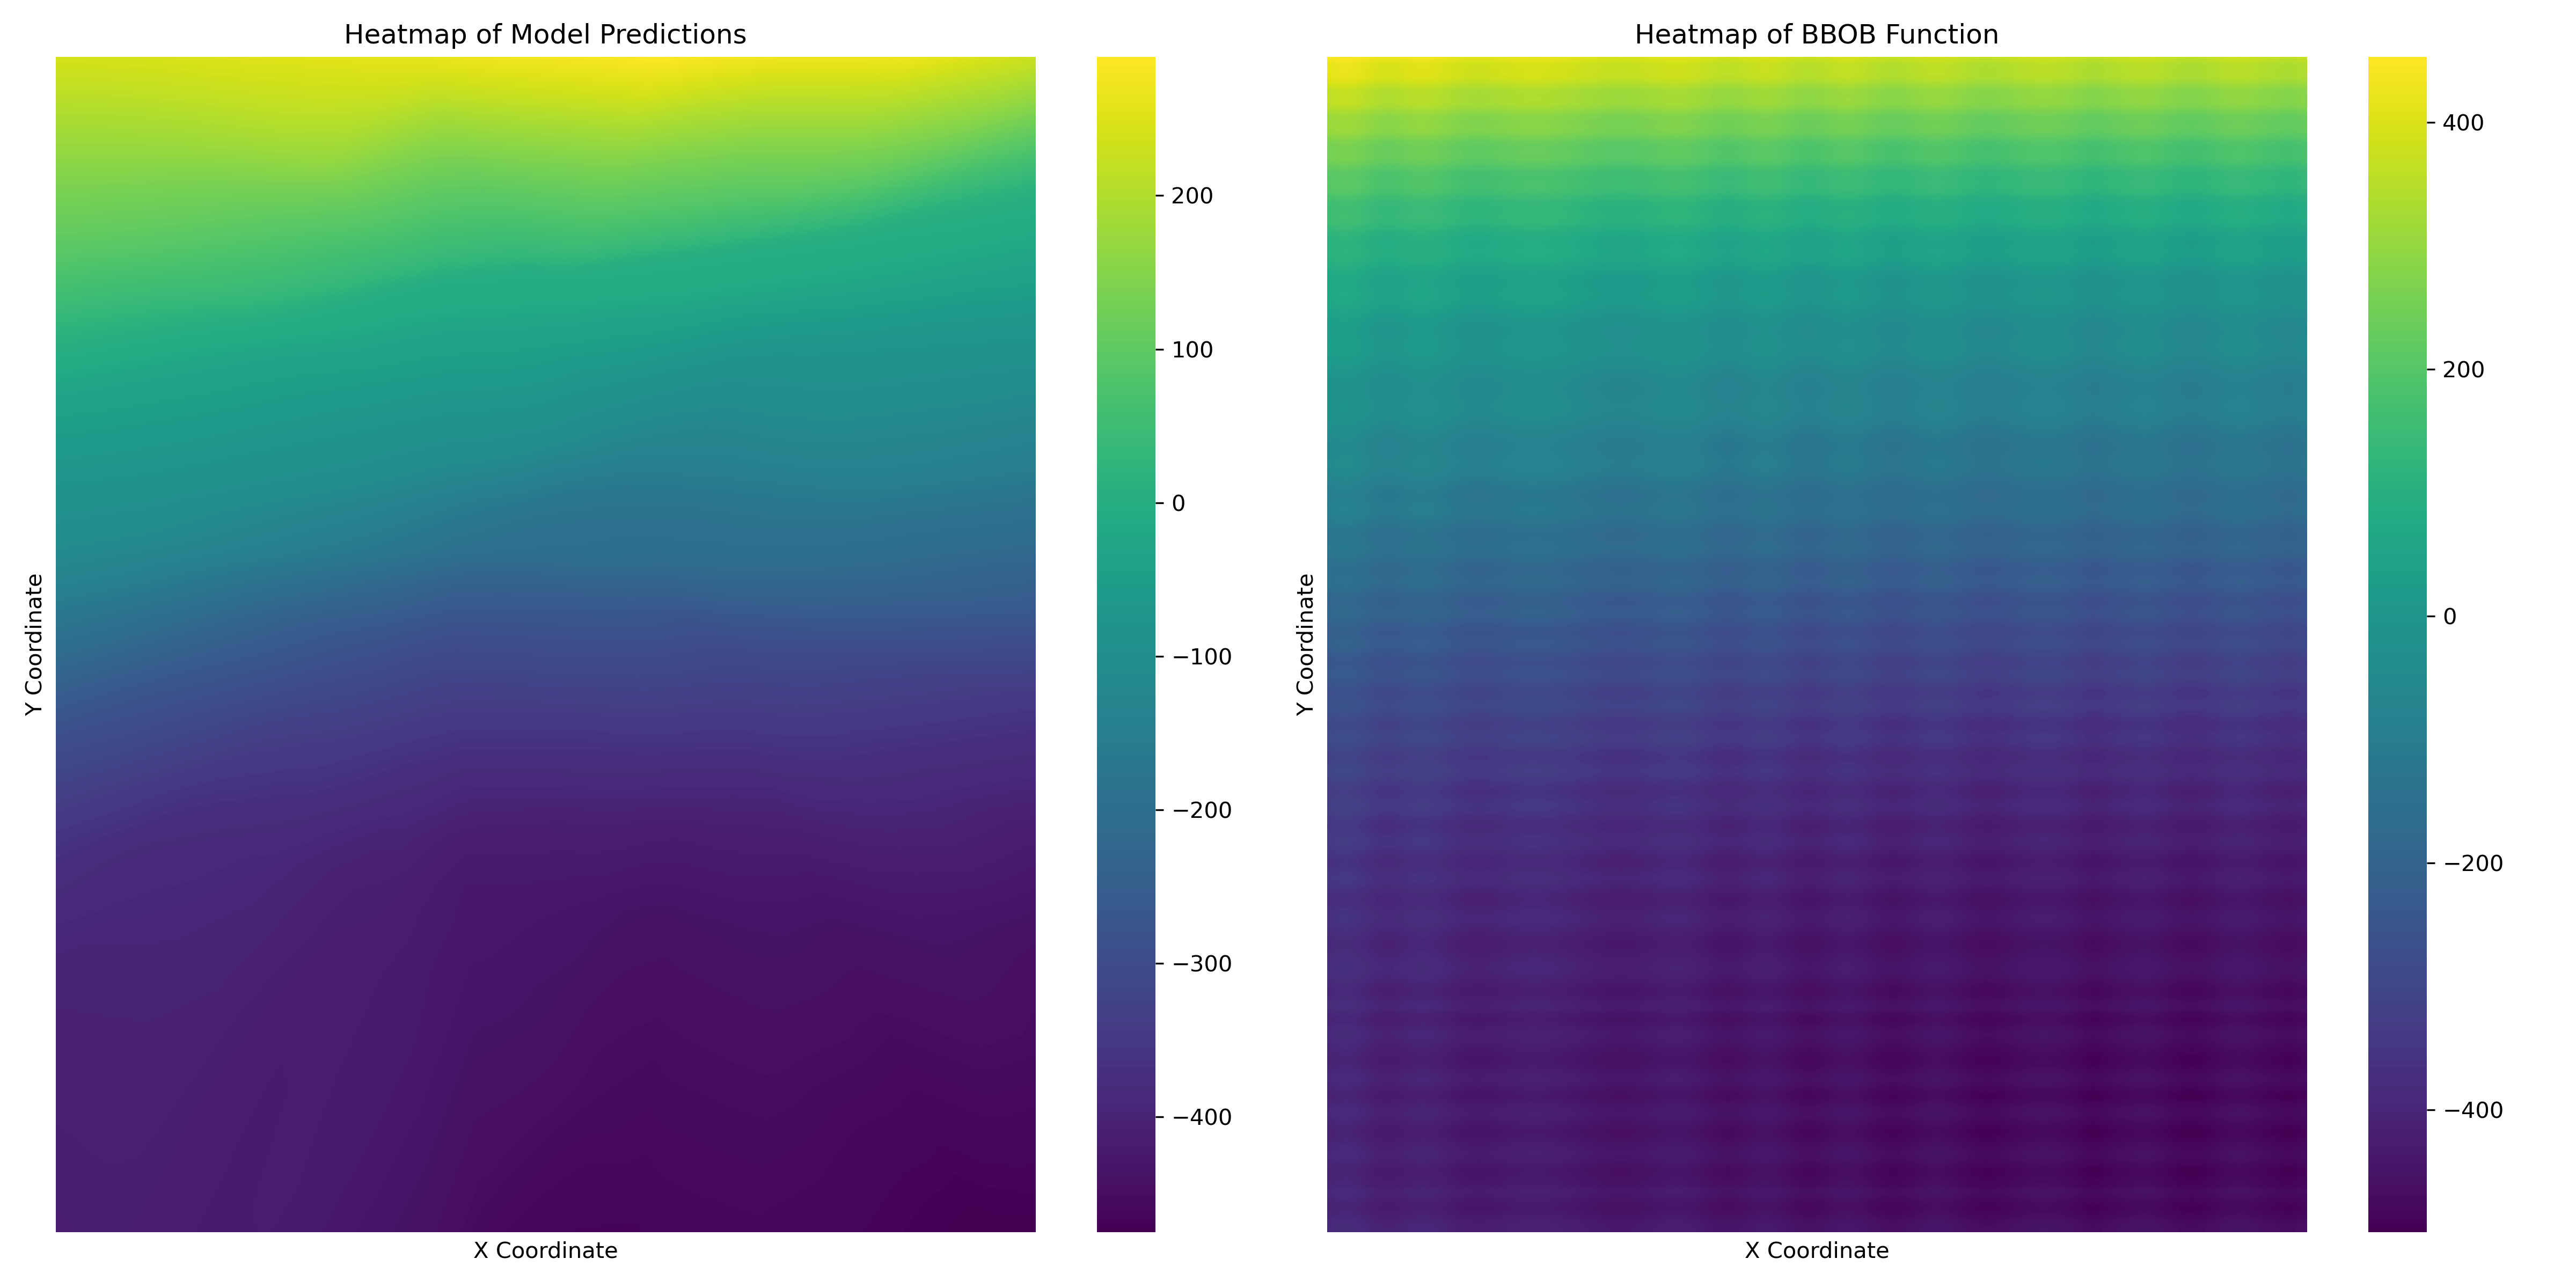 Heatmap of Model Predictions
Y Coordinate
X Coordinate
200
100
0
−100
−200
−300
−400
Heatmap of BBOB Function
Y Coordinate
X Coordinate
400
200
0
−200
−400